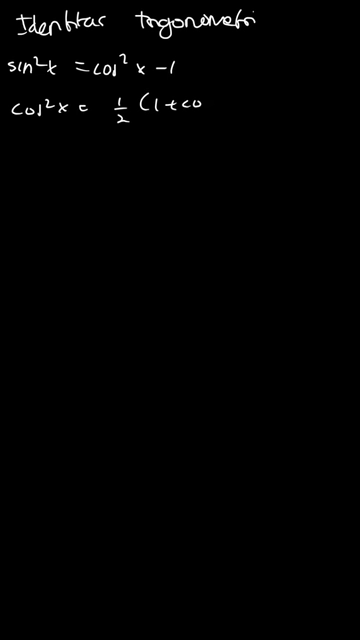 Identitas trigonometri
sin²x = cos²x - 1
cos²x = 1/2 (1 + co